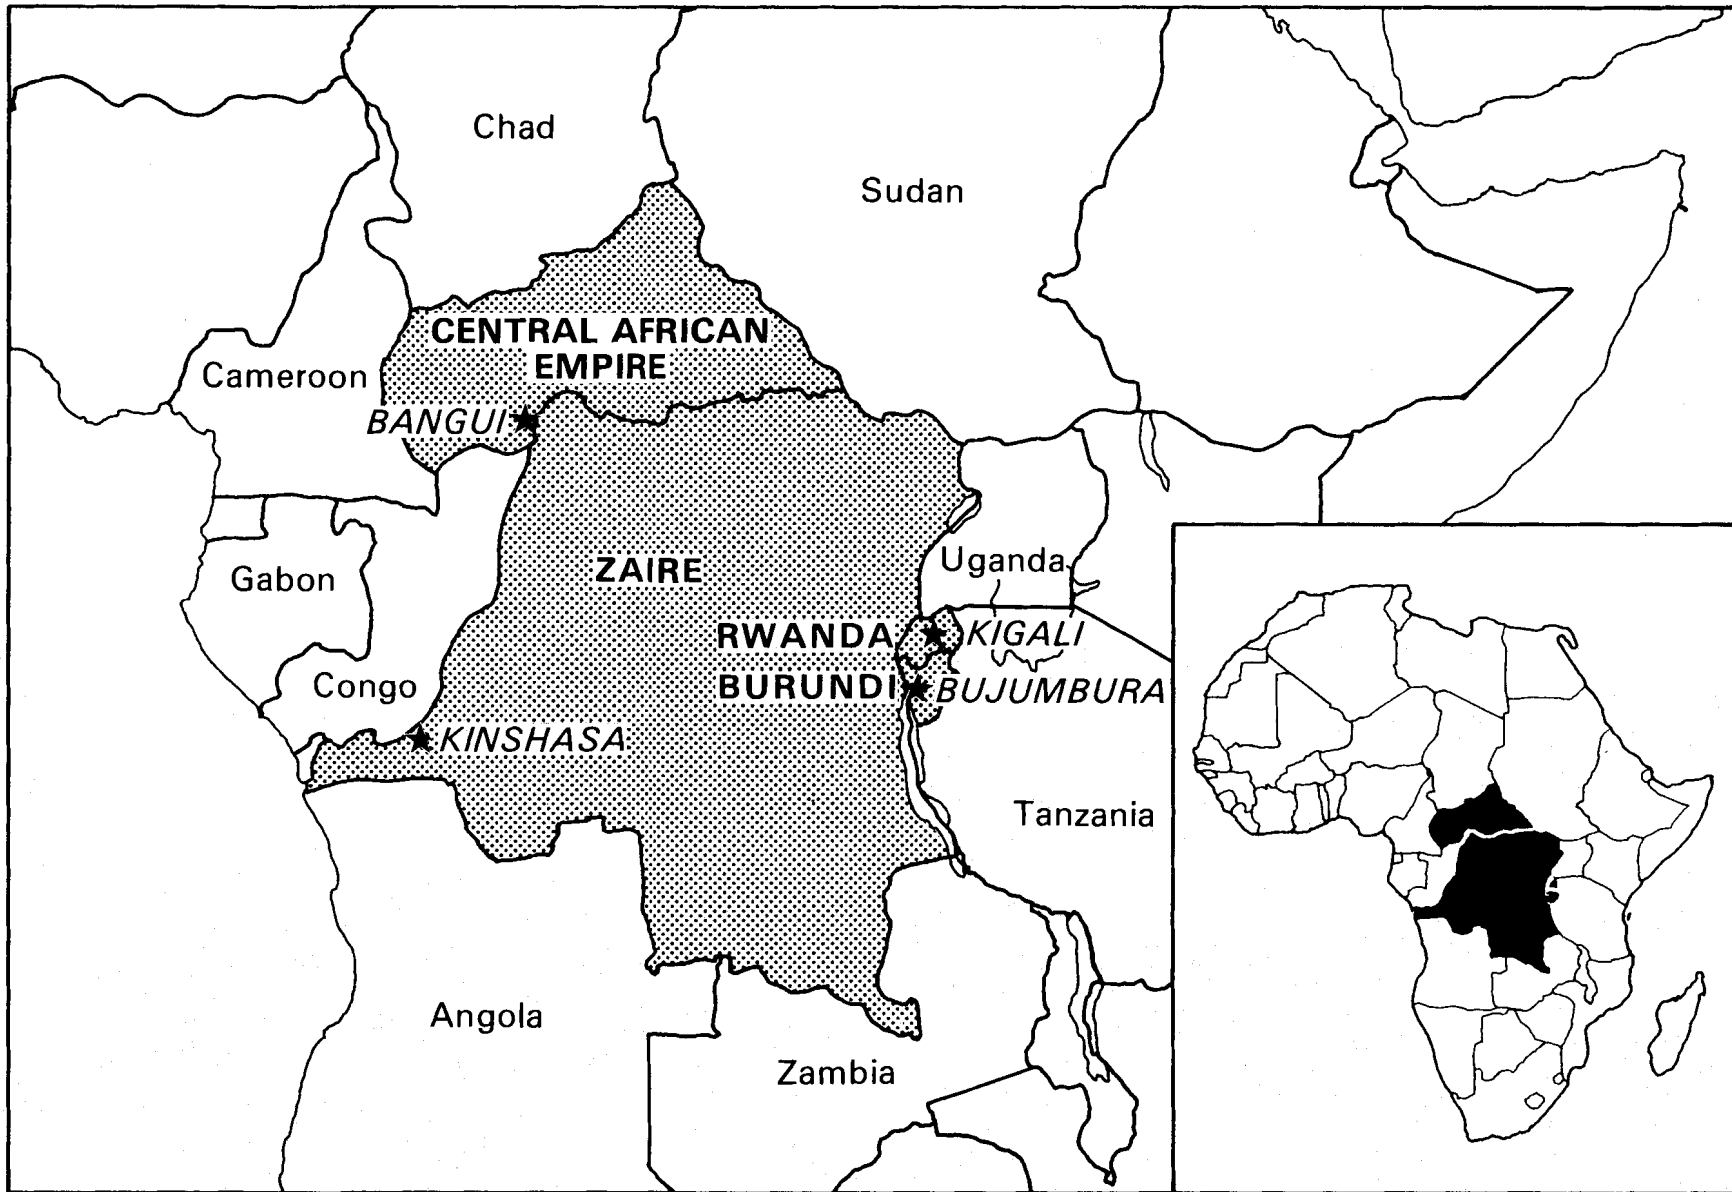 Chad
Sudan
CENTRAL AFRICAN
EMPIRE
Cameroon
BANGUI
Uganda
ZAIRE
Gabon
RWANDA
KIGALI
Congo
BURUNDI
BUJUMBURA
KINSHASA
Tanzania
Angola
Zambia